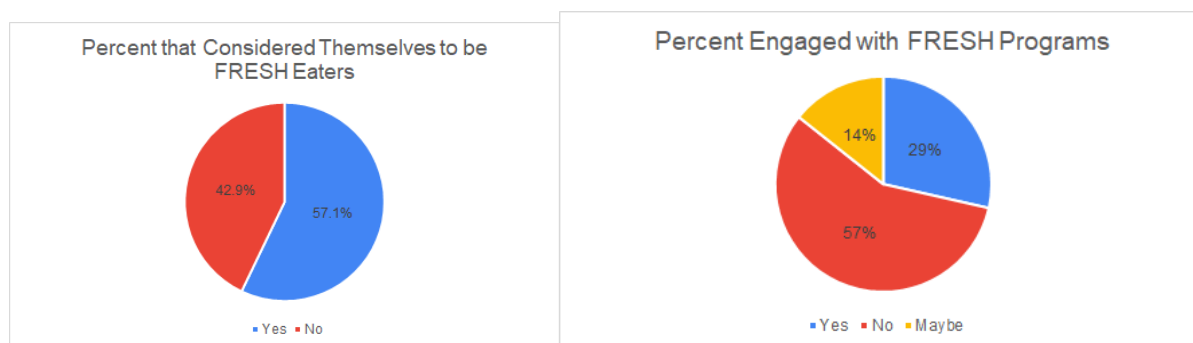 Percent that Considered Themselves to be
FRESH Eaters
42.9%
57.1%
Yes No
Percent Engaged with FRESH Programs
14%
29%
57%
Yes No Maybe